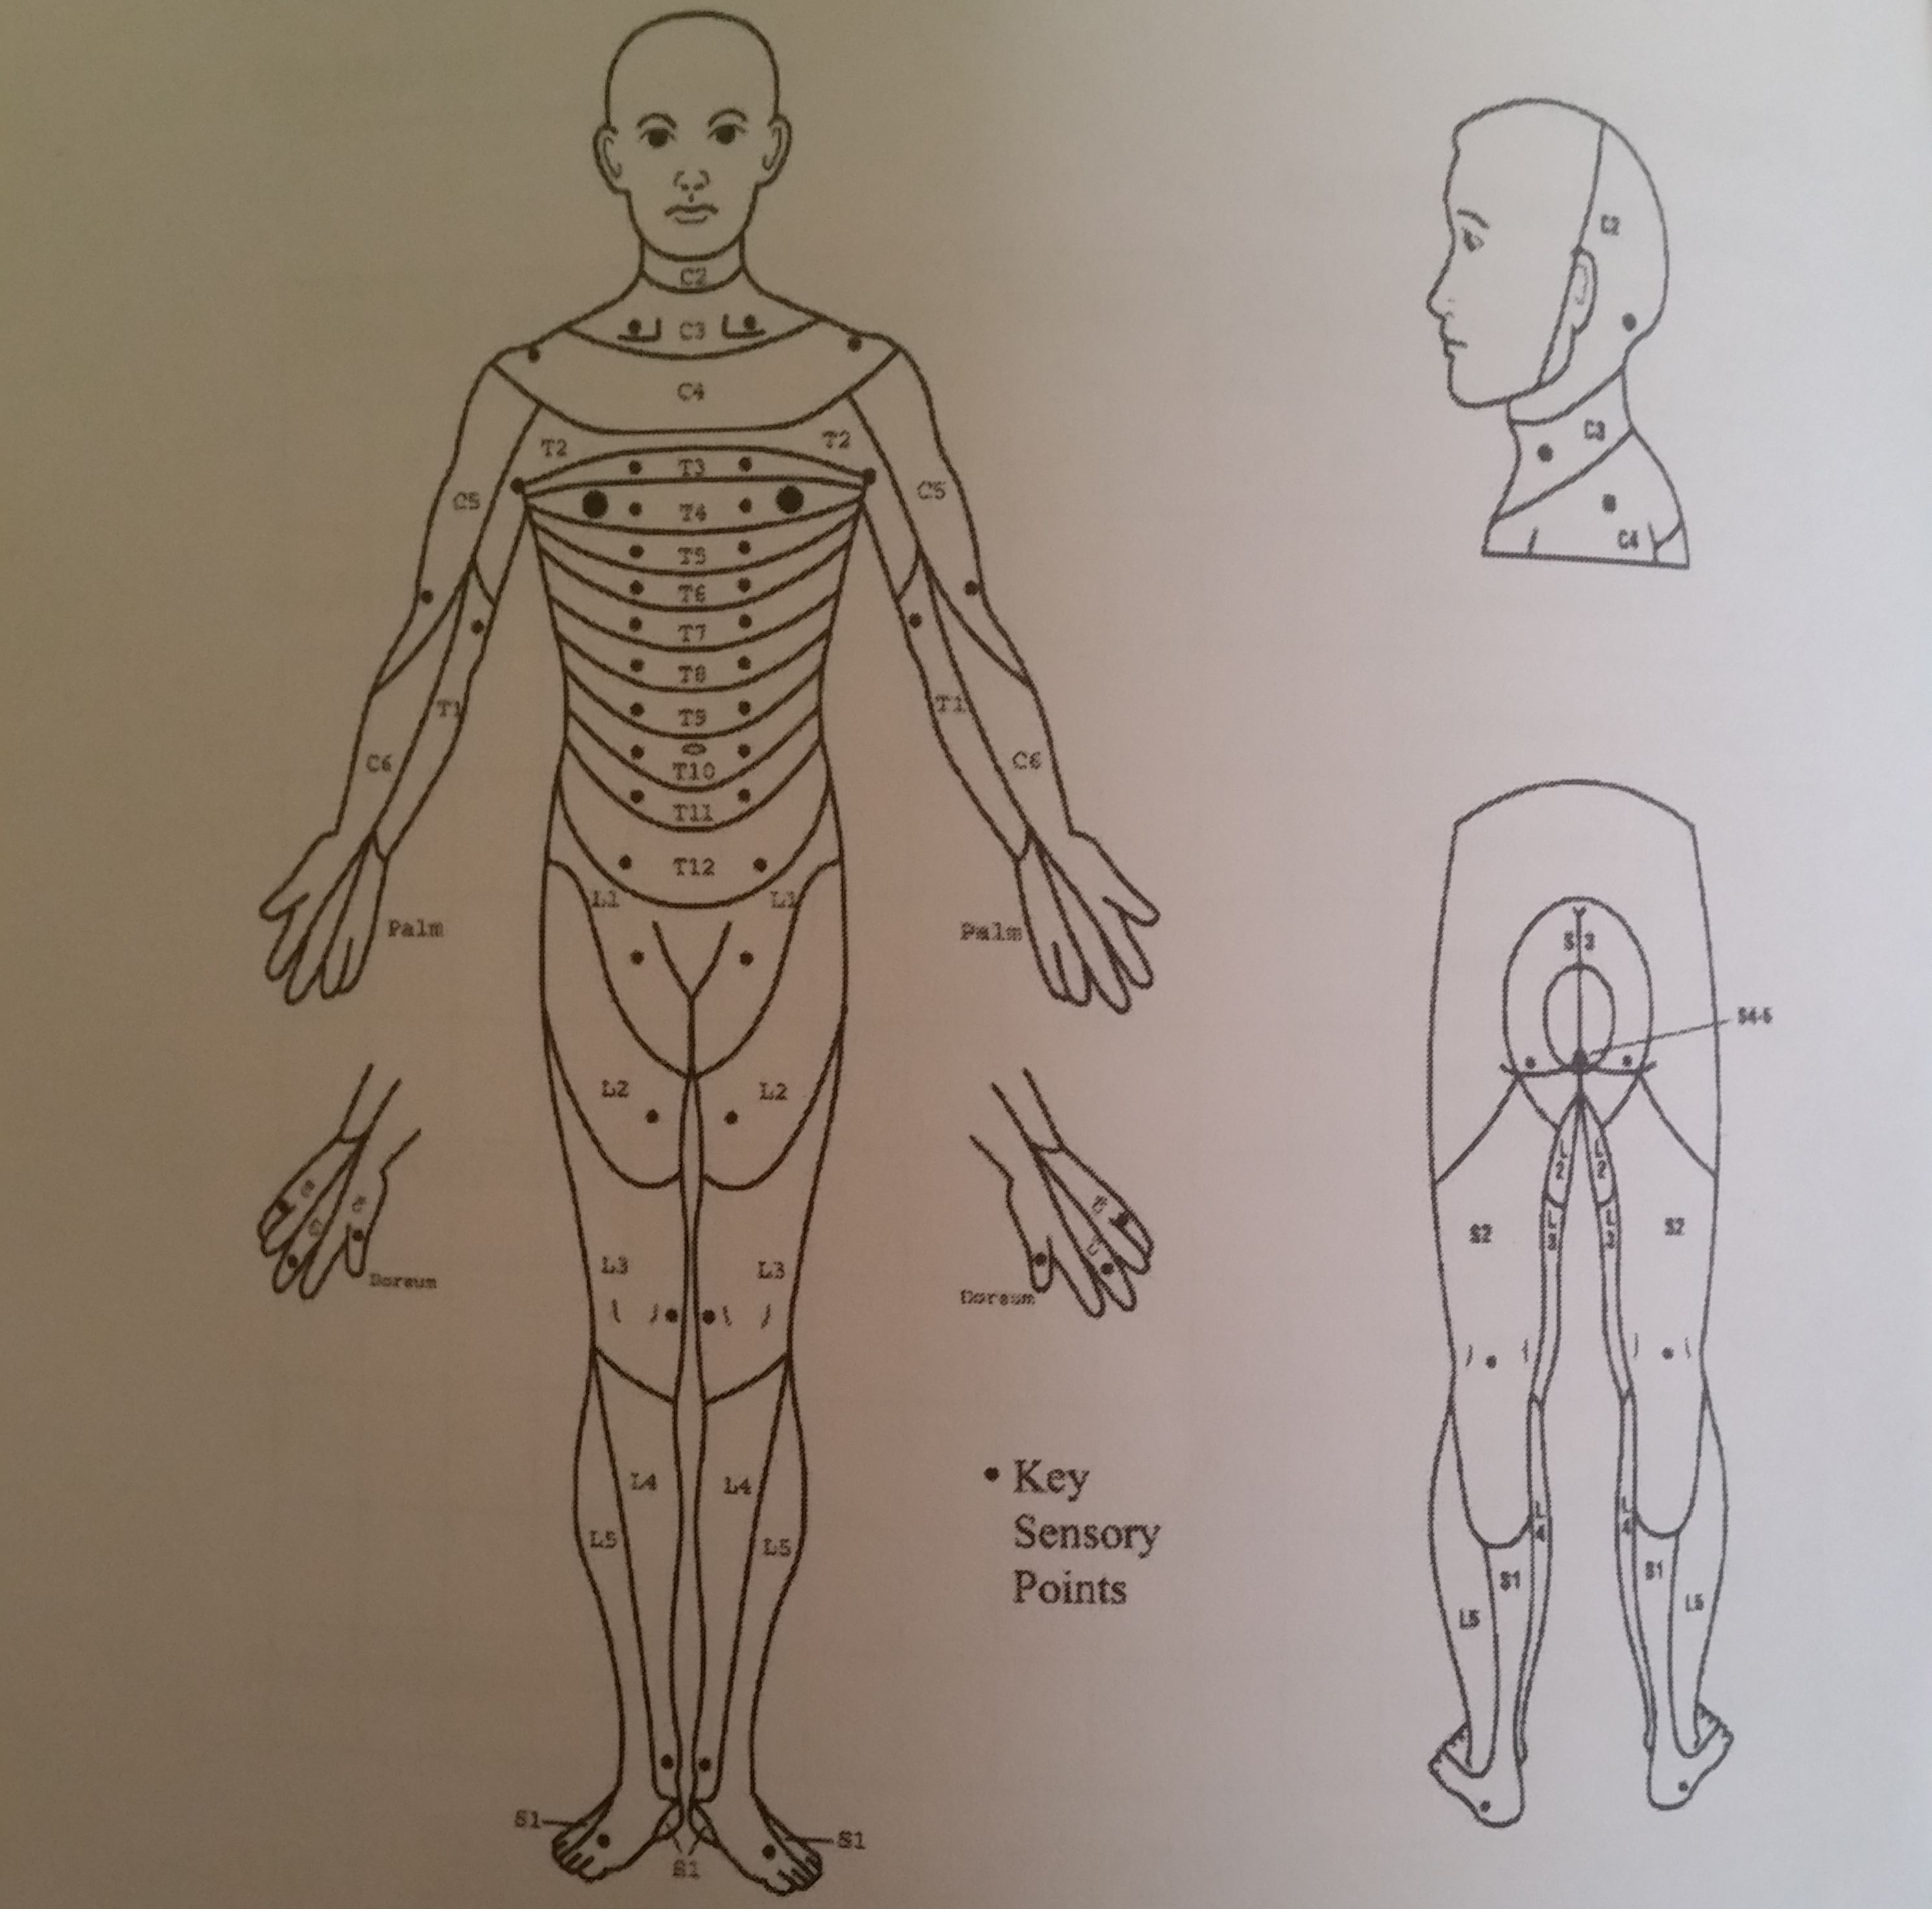 C2
C3
C4
T2 T2
T3
C5 C5
T4
T5
T6
T7
T8
T9
T1 T1
C6 C6
T10
T11
T12
L1 L1
Palm Palm
L2 L2
Dorsum Dorsum
L3 L3
L4 L4
L5 L5
S1 S1
S1
• Key
Sensory
Points
C2
C3
C4
S 3
S4-5
L2 L2
S2 S2
L3 L3
L4 L4
S1 S1
L5 L5